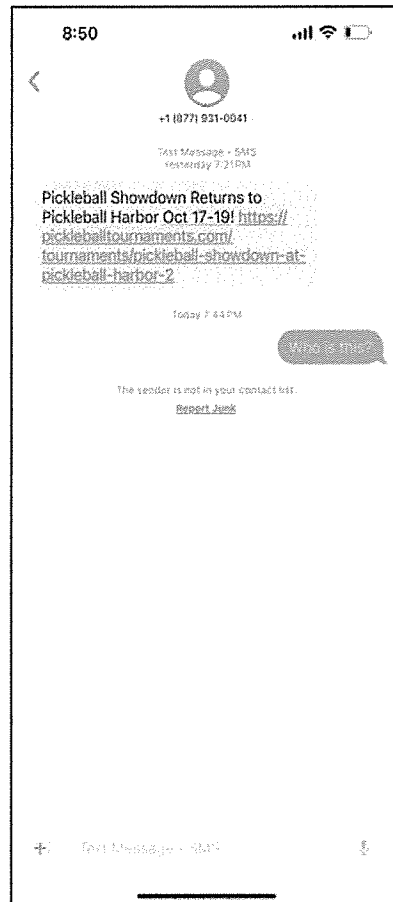 8:50
+1 (877) 931-0041
Text Message • SMS
Yesterday 7:21 PM
Pickleball Showdown Returns to
Pickleball Harbor Oct 17-19! https://
pickleballtournaments.com/
tournaments/pickleball-showdown-at-
pickleball-harbor-2
Today 7:44 PM
Who is this?
The sender is not in your contact list.
Report Junk
Text Message • SMS